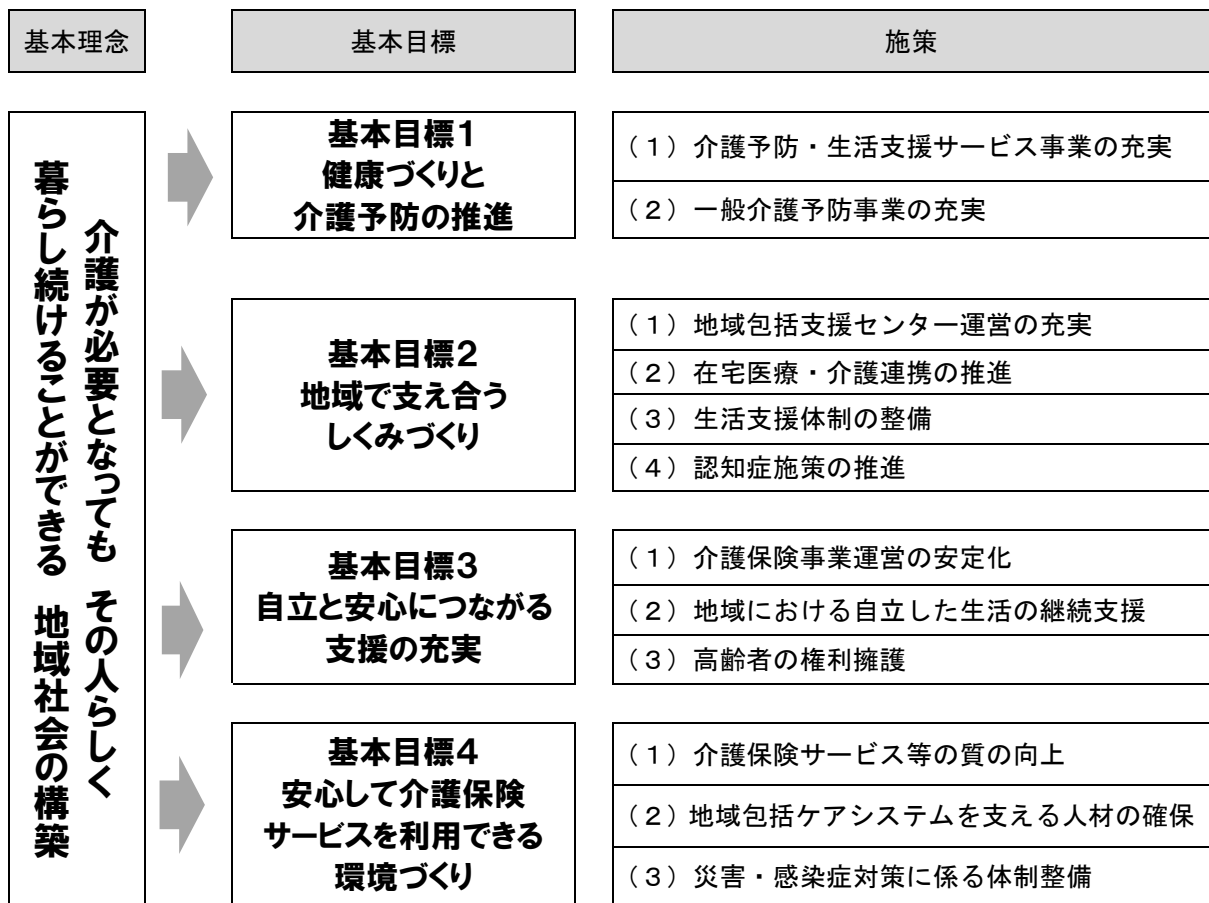 基本理念
基本目標
施策
介護が必要となっても その人らしく
暮らし続けることができる 地域社会の構築
基本目標1
健康づくりと
介護予防の推進
(1)介護予防・生活支援サービス事業の充実
(2)一般介護予防事業の充実
基本目標2
地域で支え合う
しくみづくり
(1)地域包括支援センター運営の充実
(2)在宅医療・介護連携の推進
(3)生活支援体制の整備
(4)認知症施策の推進
基本目標3
自立と安心につながる
支援の充実
(1)介護保険事業運営の安定化
(2)地域における自立した生活の継続支援
(3)高齢者の権利擁護
基本目標4
安心して介護保険
サービスを利用できる
環境づくり
(1)介護保険サービス等の質の向上
(2)地域包括ケアシステムを支える人材の確保
(3)災害・感染症対策に係る体制整備